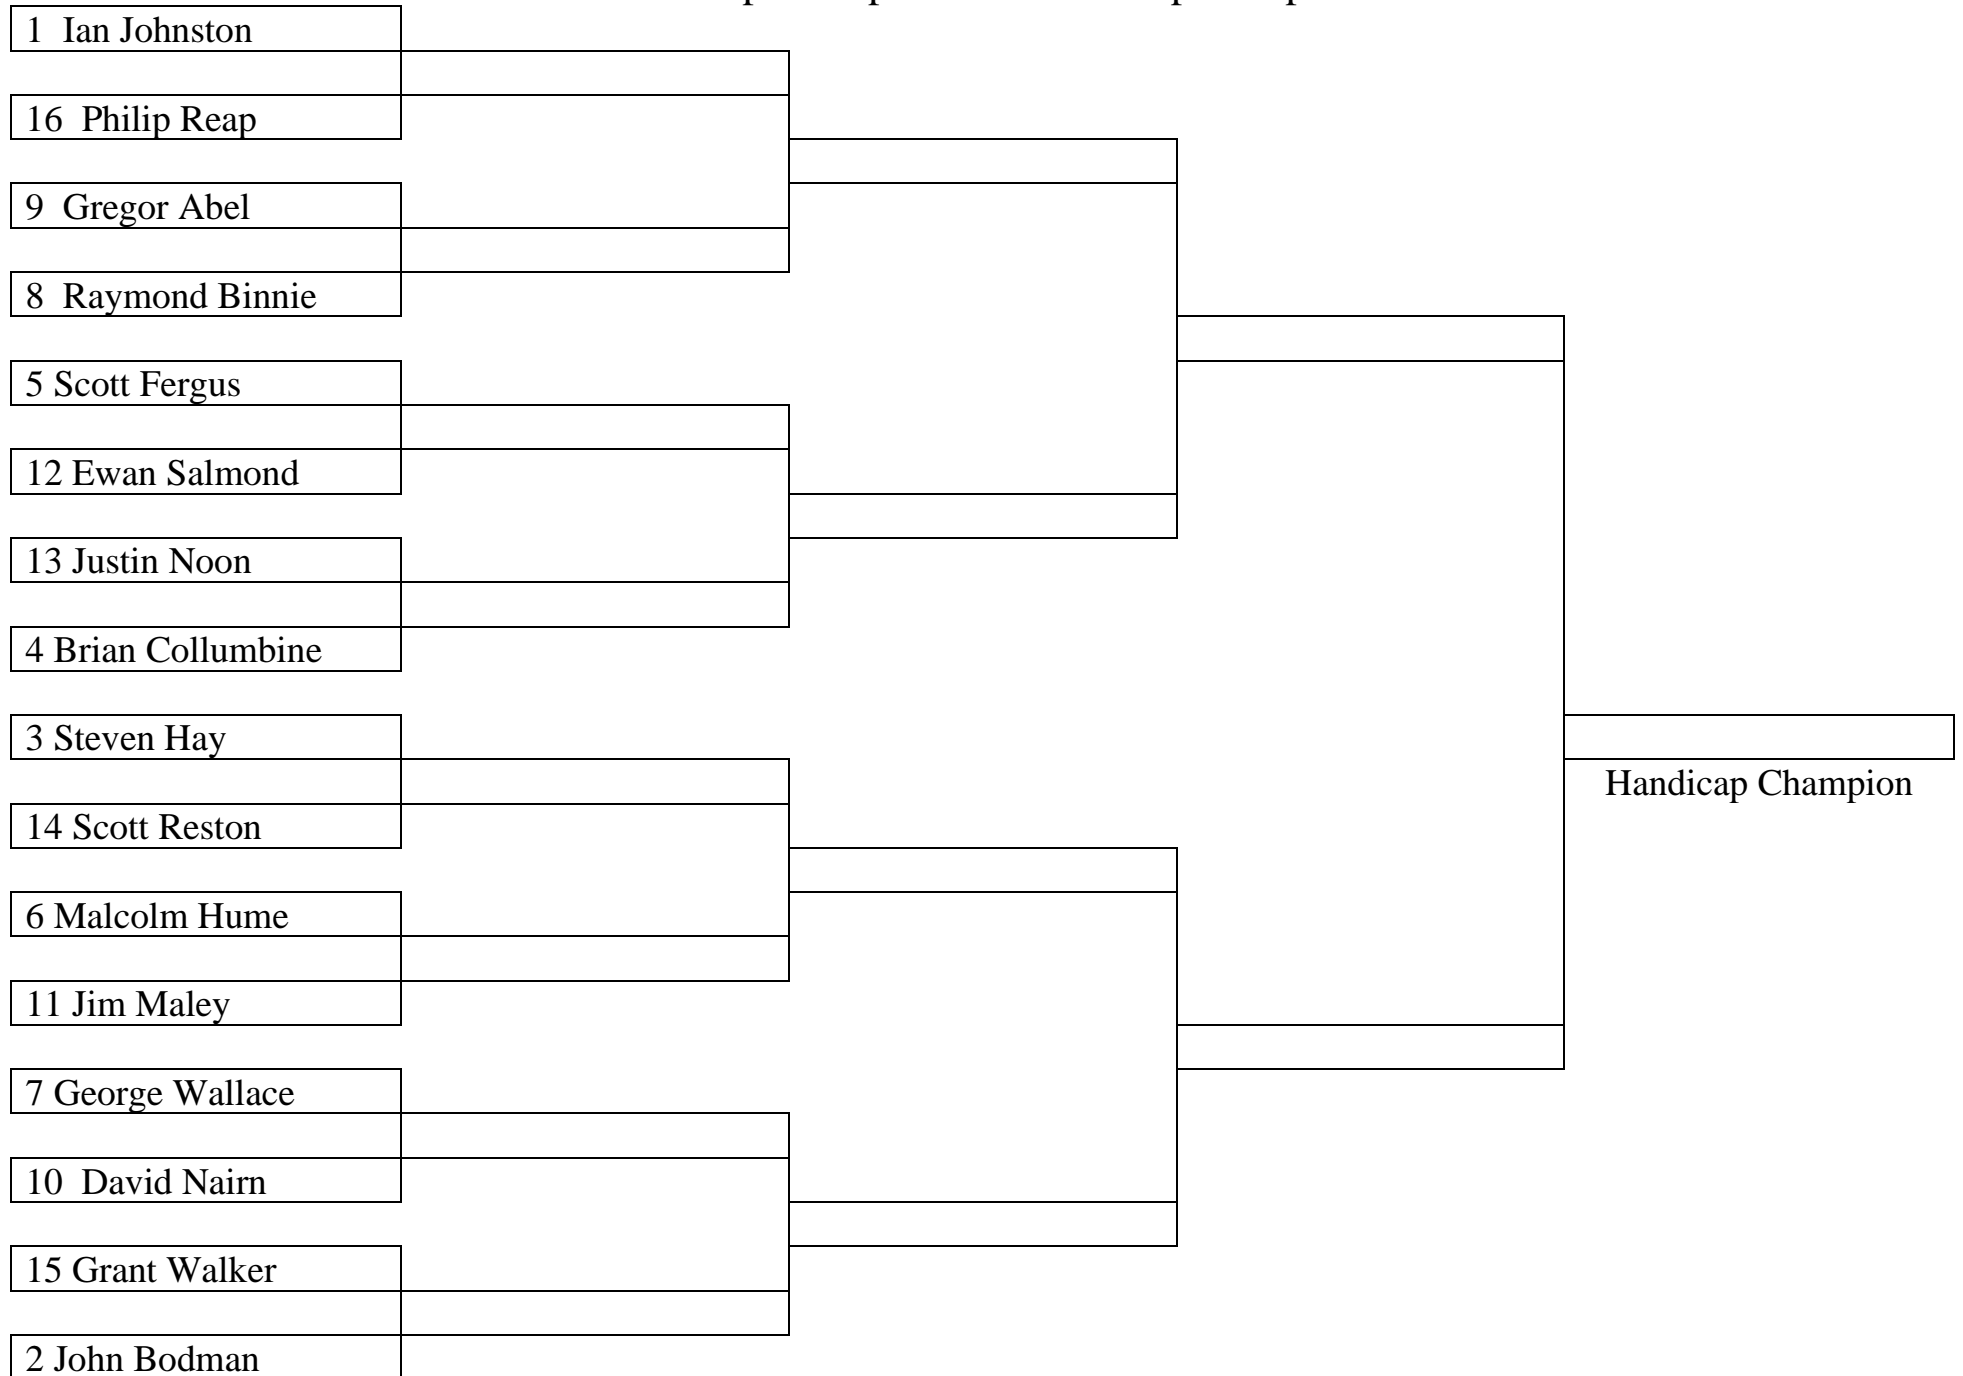 1 Ian Johnston
16 Philip Reap
9 Gregor Abel
8 Raymond Binnie
5 Scott Fergus
12 Ewan Salmond
13 Justin Noon
4 Brian Collumbine
3 Steven Hay
Handicap Champion
14 Scott Reston
6 Malcolm Hume
11 Jim Maley
7 George Wallace
10 David Nairn
15 Grant Walker
2 John Bodman